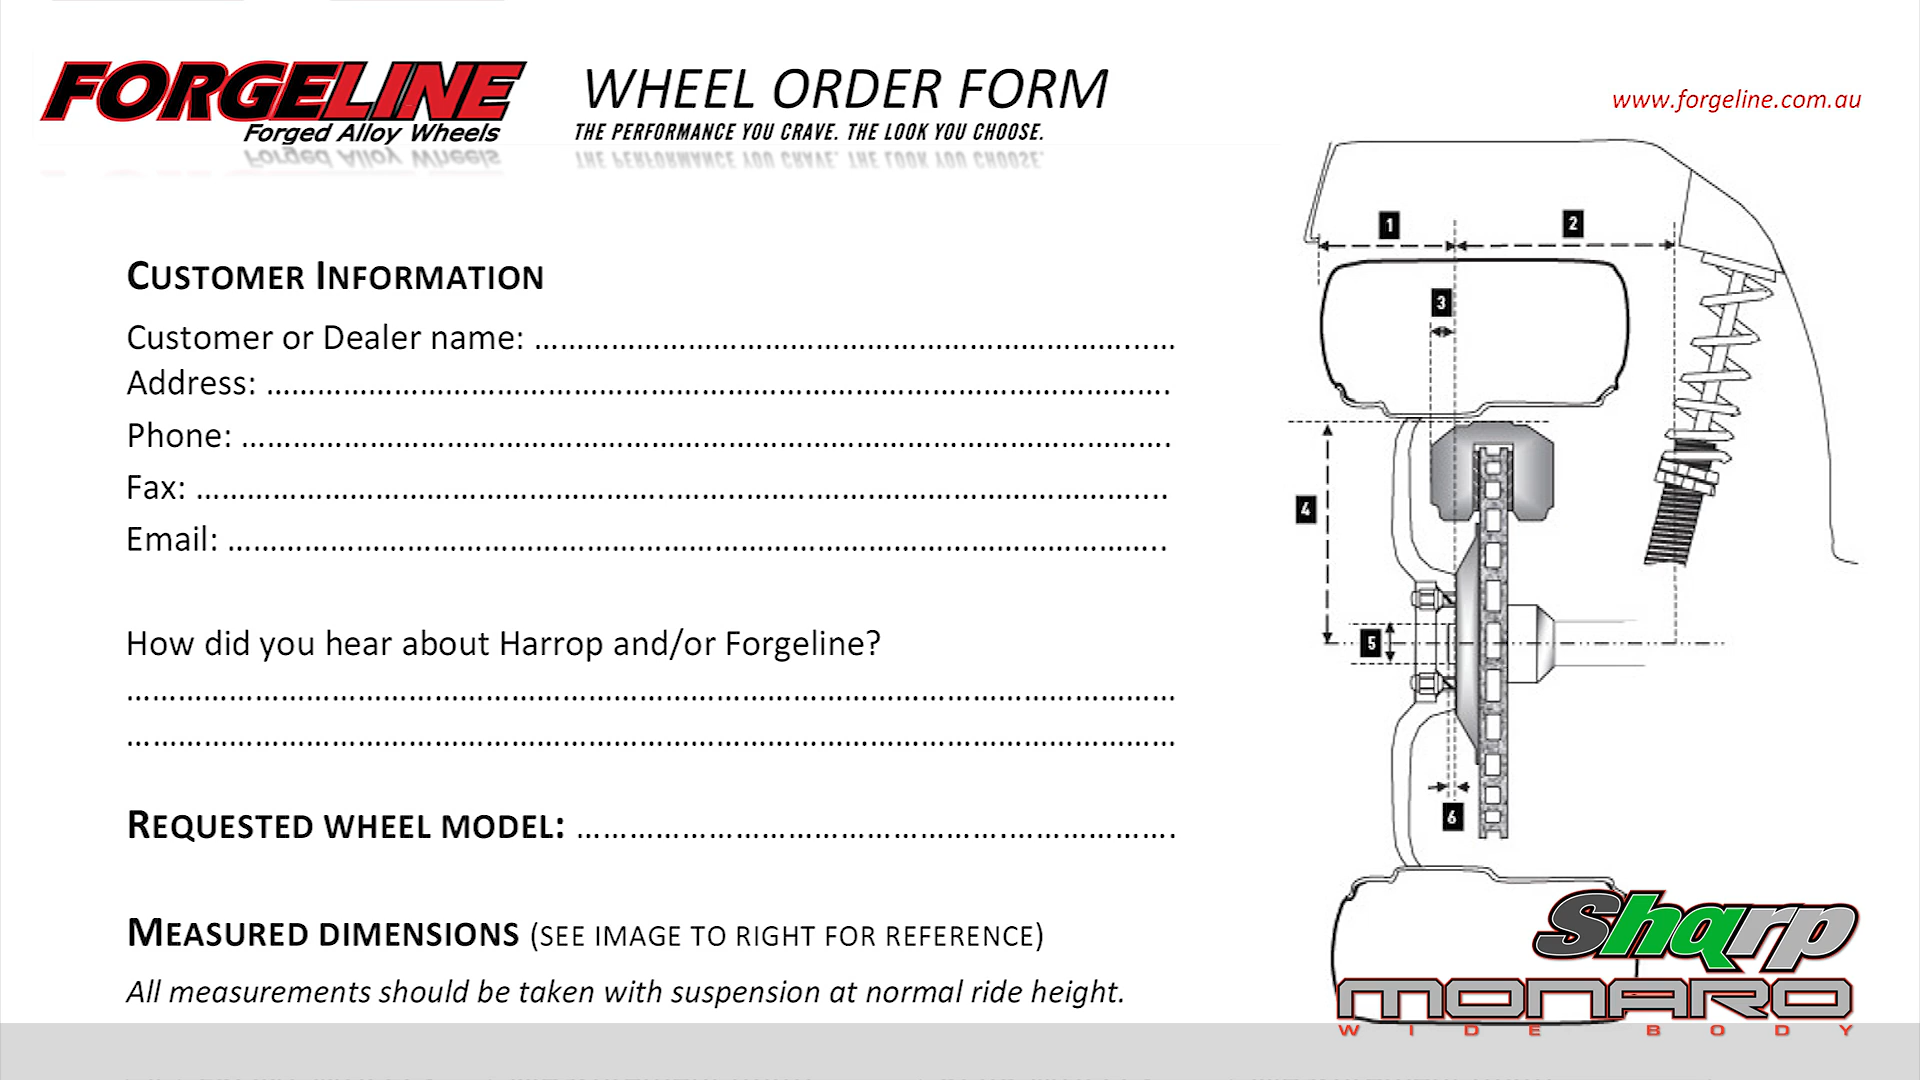 FORGELINE
Forged Alloy Wheels
WHEEL ORDER FORM
THE PERFORMANCE YOU CRAVE. THE LOOK YOU CHOOSE.
www.forgeline.com.au
CUSTOMER INFORMATION
Customer or Dealer name: ……………………………………………………………………
Address: ……………………………………………………………………………………………
Phone: ………………………………………………………………………………………………
Fax: …………………………………………………………………………………………………
Email: ………………………………………………………………………………………………
How did you hear about Harrop and/or Forgeline?
……………………………………………………………………………………………………………
……………………………………………………………………………………………………………
REQUESTED WHEEL MODEL: ……………………………………………………………
MEASURED DIMENSIONS (SEE IMAGE TO RIGHT FOR REFERENCE)
All measurements should be taken with suspension at normal ride height.
1
2
3
4
5
6
Sharp
MONARO
WIDE BODY